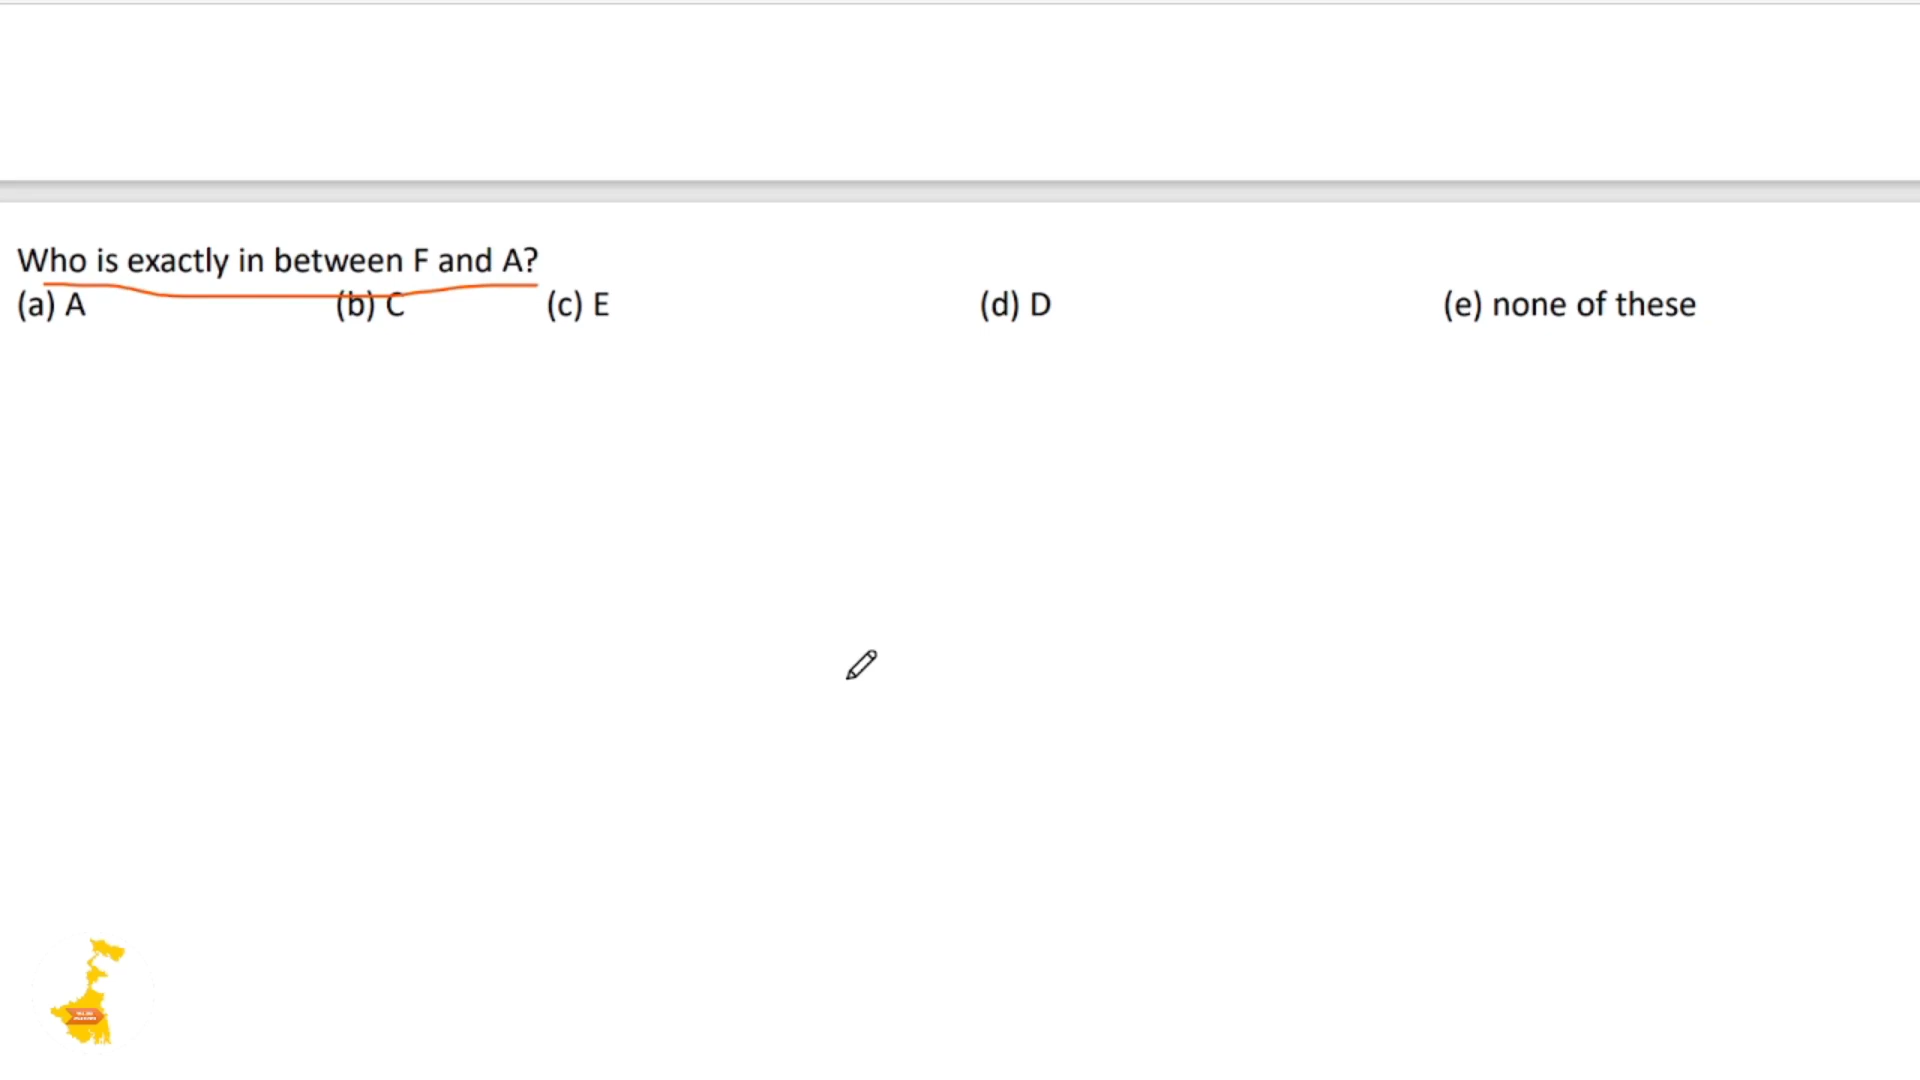 Who is exactly in between F and A?
(a) A (b) C (c) E (d) D (e) none of these